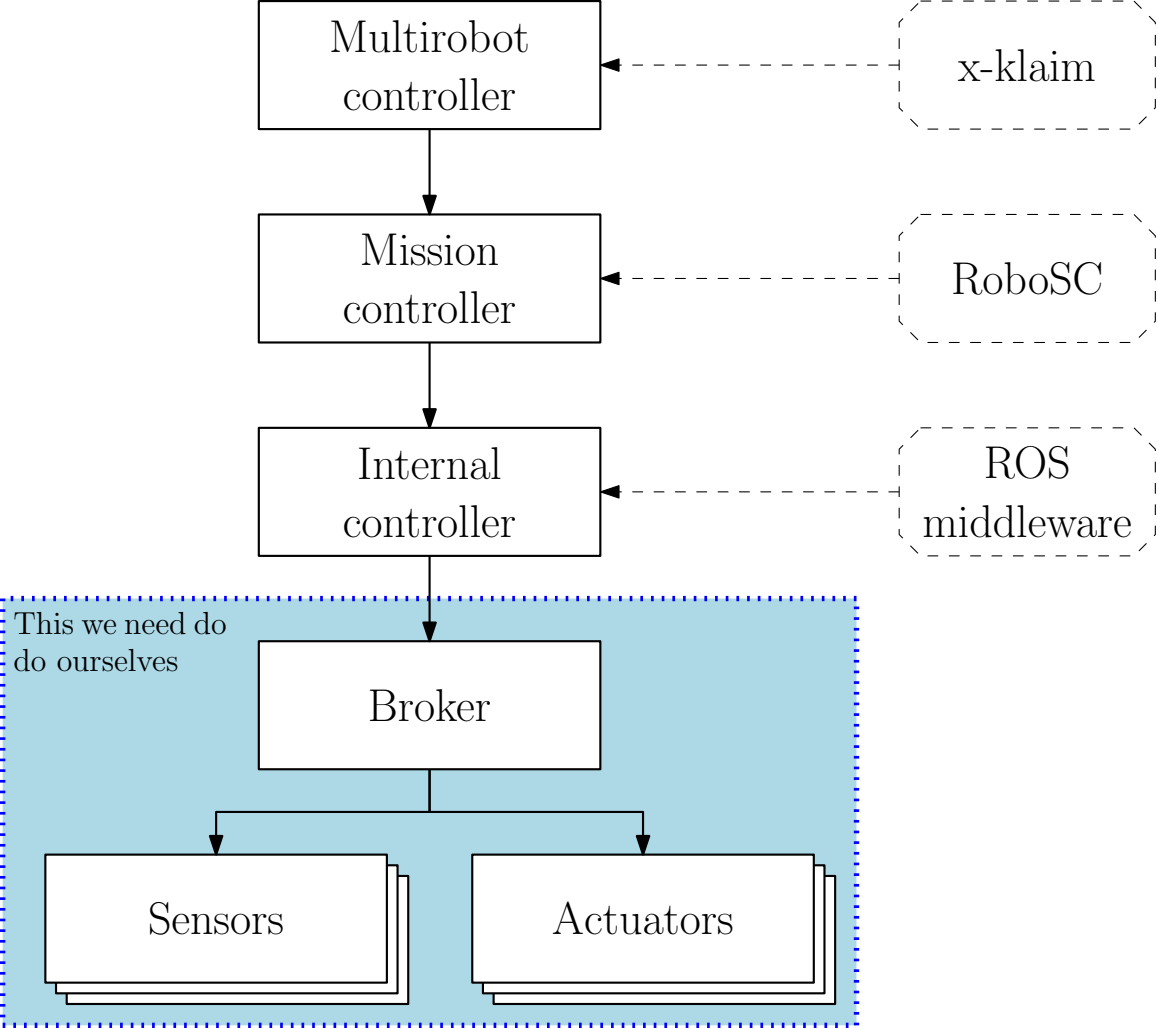 Multirobot
controller
x-klaim
Mission
controller
RoboSC
Internal
controller
ROS
middleware
This we need do
do ourselves
Broker
Sensors
Actuators